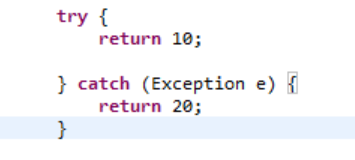 try {
    return 10;

} catch (Exception e) {
    return 20;
}